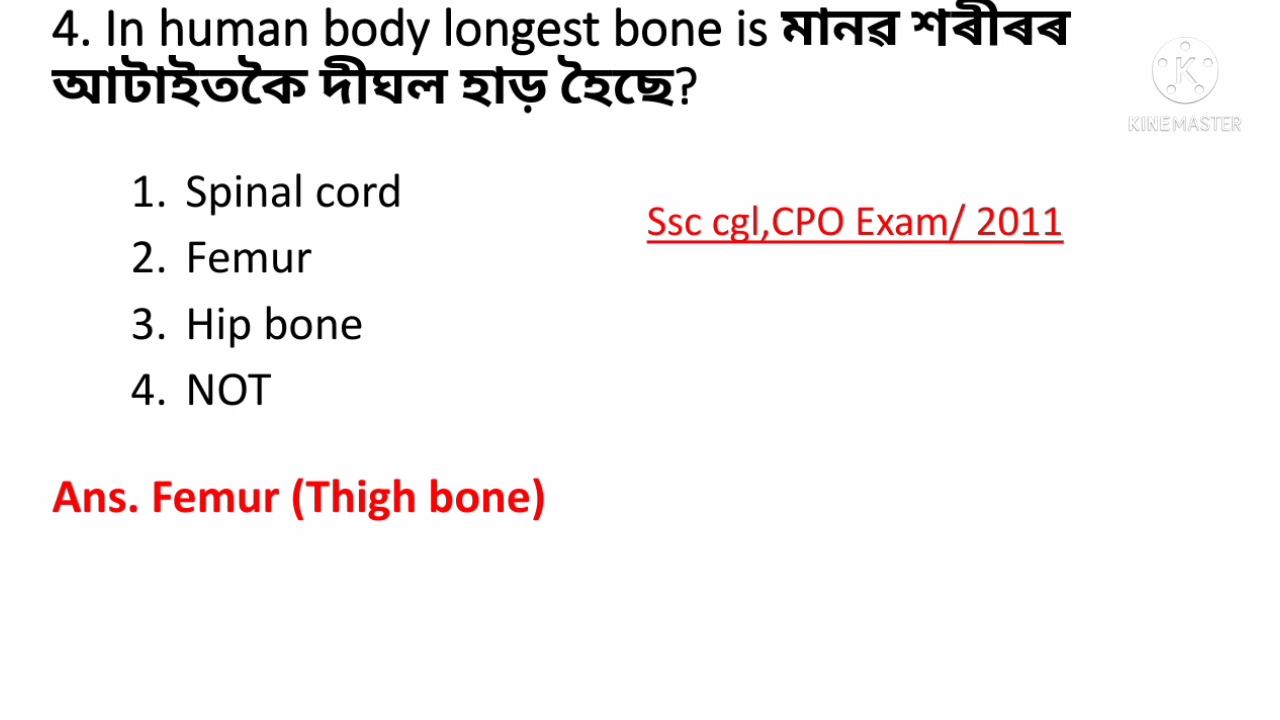 4. In human body longest bone is মানৱ শৰীৰৰ
আটাইতকৈ দীঘল হাড় হৈছে?
K
KINEMASTER
1. Spinal cord
Ssc cgl,CPO Exam/ 2011
2. Femur
3. Hip bone
4. NOT
Ans. Femur (Thigh bone)